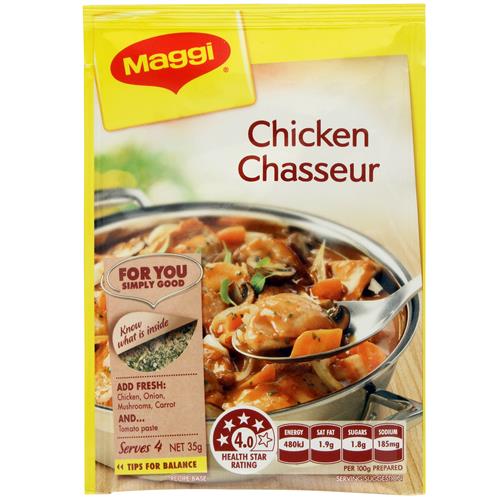 Maggi®
Chicken
Chasseur
FOR YOU
SIMPLY GOOD
Know
what is inside
ADD FRESH:
Chicken, Onion,
Mushrooms, Carrot
AND...
Tomato paste
Serves 4 NET 35g
TIPS FOR BALANCE
RECIPE BASE
4.0
HEALTH STAR
RATING
ENERGY
480kJ
SAT FAT
1.9g
SUGARS
1.8g
SODIUM
185mg
PER 100g PREPARED
SERVING SUGGESTION